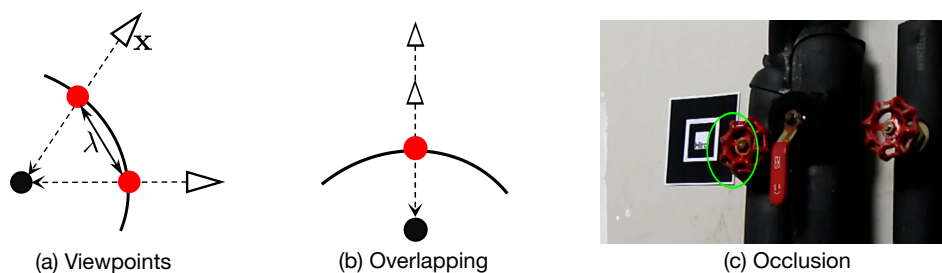 x
λ
(a) Viewpoints
(b) Overlapping
(c) Occlusion